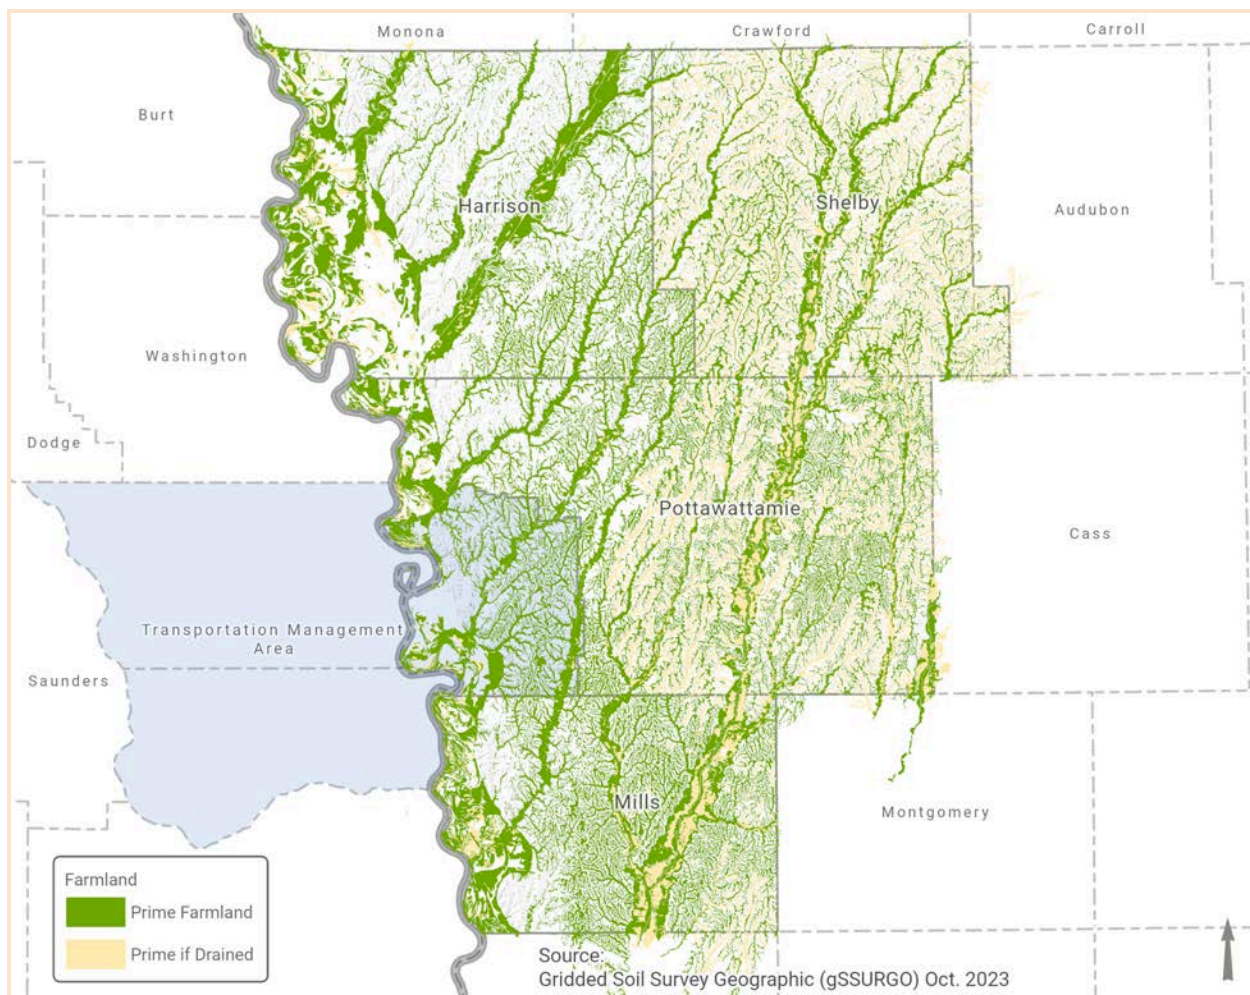 Monona
Crawford
Carroll
Burt
Harrison
Shelby
Audubon
Washington
Dodge
Pottawattamie
Cass
Transportation Management
Area
Saunders
Mills
Montgomery
Farmland
Prime Farmland
Prime if Drained
Source:
Gridded Soil Survey Geographic (gSSURGO) Oct. 2023